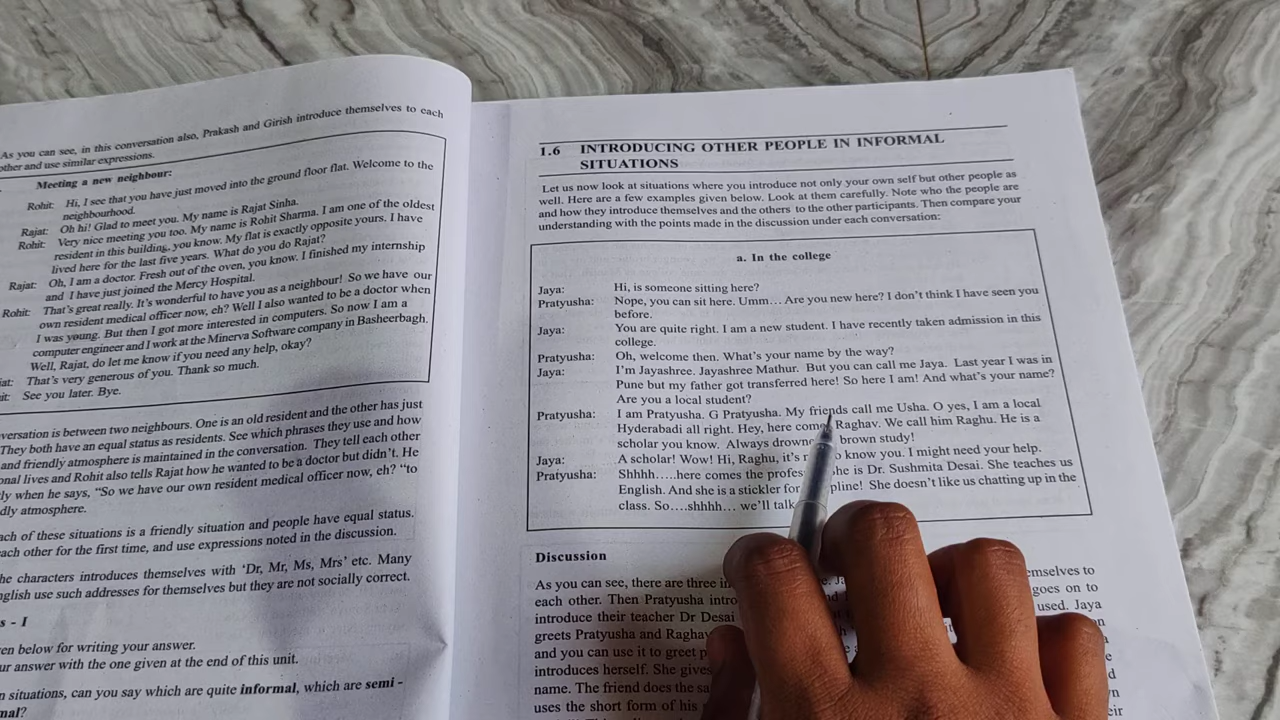 As you can see, in this conversation also, Prakash and Girish introduce themselves to each
other and use similar expressions.
Meeting a new neighbour:
Rohit: Hi, I see that you have just moved into the ground floor flat. Welcome to the
neighbourhood.
Rajat: Oh hi! Glad to meet you. My name is Rajat Sinha.
Rohit: Very nice meeting you too. My name is Rohit Sharma. I am one of the oldest
resident in this building, you know. My flat is exactly opposite yours. I have
lived here for the last five years. What do you do Rajat?
Rajat: Oh, I am a doctor. Fresh out of the oven, you know. I finished my internship
and I have just joined the Mercy Hospital.
Rohit: That's great really. It's wonderful to have you as a neighbour! So we have our
own resident medical officer now, eh? Well I also wanted to be a doctor when
I was young. But then I got more interested in computers. So now I am a
computer engineer and I work at the Minerva Software company in Basheerbagh.
Well, Rajat, do let me know if you need any help, okay?
at: That's very generous of you. Thank so much.
it: See you later. Bye.
versation is between two neighbours. One is an old resident and the other has just
They both have an equal status as residents. See which phrases they use and how
and friendly atmosphere is maintained in the conversation. They tell each other
onal lives and Rohit also tells Rajat how he wanted to be a doctor but didn't. He
ly when he says, "So we have our own resident medical officer now, eh? "to
dly atmosphere.
ach of these situations is a friendly situation and people have equal status.
each other for the first time, and use expressions noted in the discussion.
he characters introduces themselves with 'Dr, Mr, Ms, Mrs' etc. Many
nglish use such addresses for themselves but they are not socially correct.
s - I
en below for writing your answer.
ur answer with the one given at the end of this unit.
n situations, can you say which are quite informal, which are semi -
mal?
1.6 INTRODUCING OTHER PEOPLE IN INFORMAL
SITUATIONS
Let us now look at situations where you introduce not only your own self but other people as
well. Here are a few examples given below. Look at them carefully. Note who the people are
and how they introduce themselves and the others to the other participants. Then compare your
understanding with the points made in the discussion under each conversation:
a. In the college
Jaya: Hi, is someone sitting here?
Pratyusha: Nope, you can sit here. Umm... Are you new here? I don't think I have seen you
before.
Jaya: You are quite right. I am a new student. I have recently taken admission in this
college.
Pratyusha: Oh, welcome then. What's your name by the way?
Jaya: I'm Jayashree. Jayashree Mathur. But you can call me Jaya. Last year I was in
Pune but my father got transferred here! So here I am! And what's your name?
Are you a local student?
Pratyusha: I am Pratyusha. G Pratyusha. My friends call me Usha. O yes, I am a local
Hyderabadi all right. Hey, here comes Raghav. We call him Raghu. He is a
scholar you know. Always drowne brown study!
Jaya: A scholar! Wow! Hi, Raghu, it's n o know you. I might need your help.
Pratyusha: Shhhh.....here comes the profes he is Dr. Sushmita Desai. She teaches us
English. And she is a stickler for pline! She doesn't like us chatting up in the
class. So....shhhh... we'll talk
Discussion
As you can see, there are three in emselves to
each other. Then Pratyusha intro goes on to
introduce their teacher Dr Desai used. Jaya
greets Pratyusha and Raghav
and you can use it to greet p
introduces herself. She gives
name. The friend does the sa
uses the short form of his